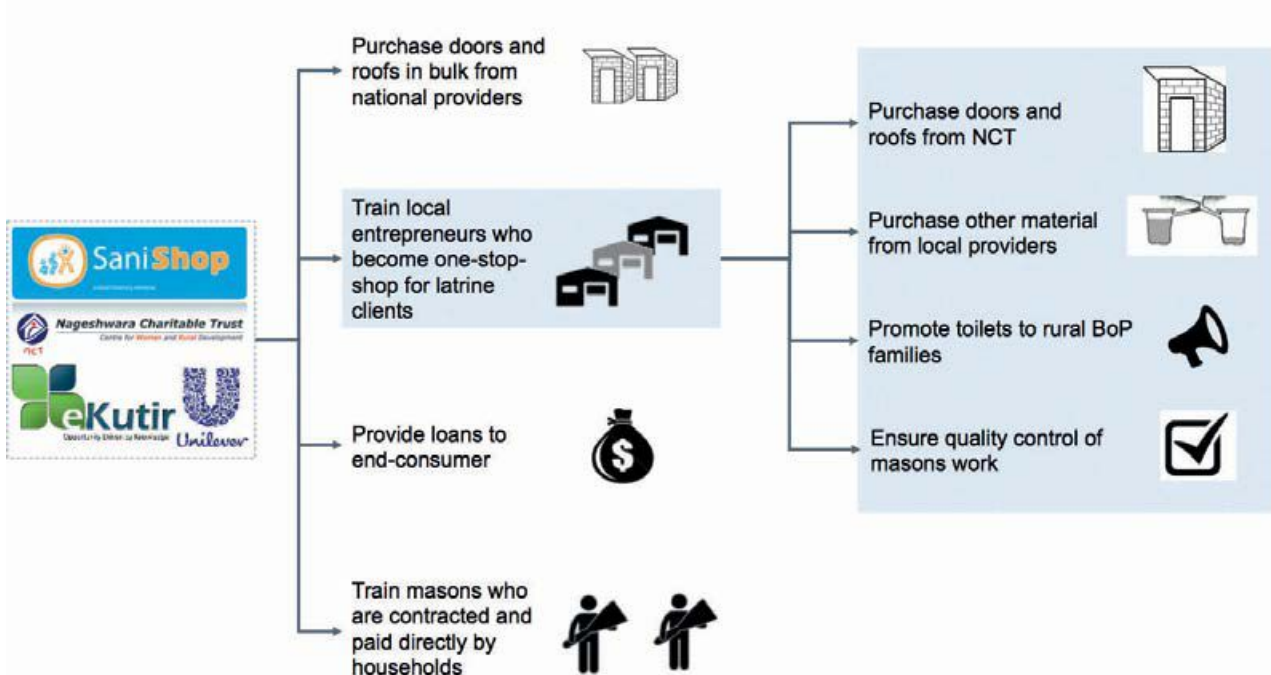 Purchase doors and
roofs in bulk from
national providers
Train local
entrepreneurs who
become one-stop-
shop for latrine
clients
Provide loans to
end-consumer
Train masons who
are contracted and
paid directly by
households
SaniShop
Nageshwara Charitable Trust
Centre for Women and Rural Development
nct
eKutir
Unilever
Purchase doors and
roofs from NCT
Purchase other material
from local providers
Promote toilets to rural BoP
families
Ensure quality control of
masons work
$